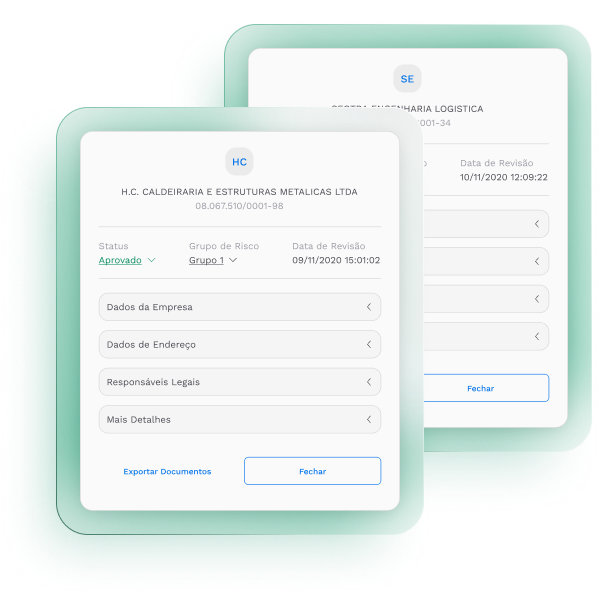 SE
ENGENHARIA LOGISTICA
001-34
Data de Revisão
10/11/2020 12:09:22
Fechar
HC
H.C. CALDEIRARIA E ESTRUTURAS METALICAS LTDA
08.067.510/0001-98
Status
Grupo de Risco
Data de Revisão
Aprovado
Grupo 1
09/11/2020 15:01:02
Dados da Empresa
Dados de Endereço
Responsáveis Legais
Mais Detalhes
Exportar Documentos
Fechar